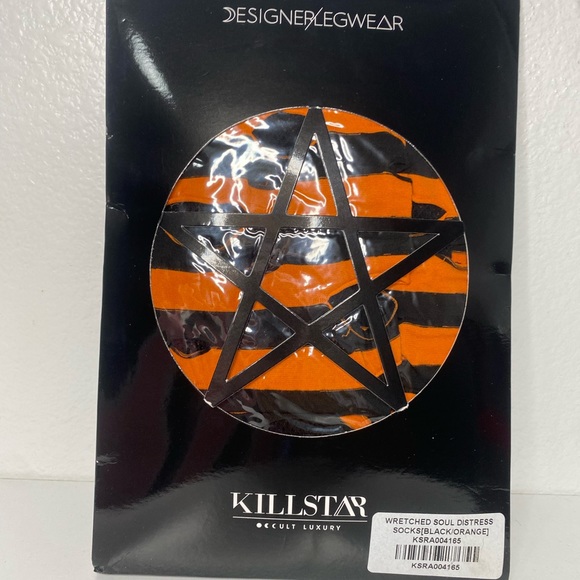 DESIGNER/LEGWEAR
KILLSTAR
OCCULT LUXURY
WRETCHED SOUL DISTRESS
SOCKS[BLACK/ORANGE]
KSRA004165
KSRA004165